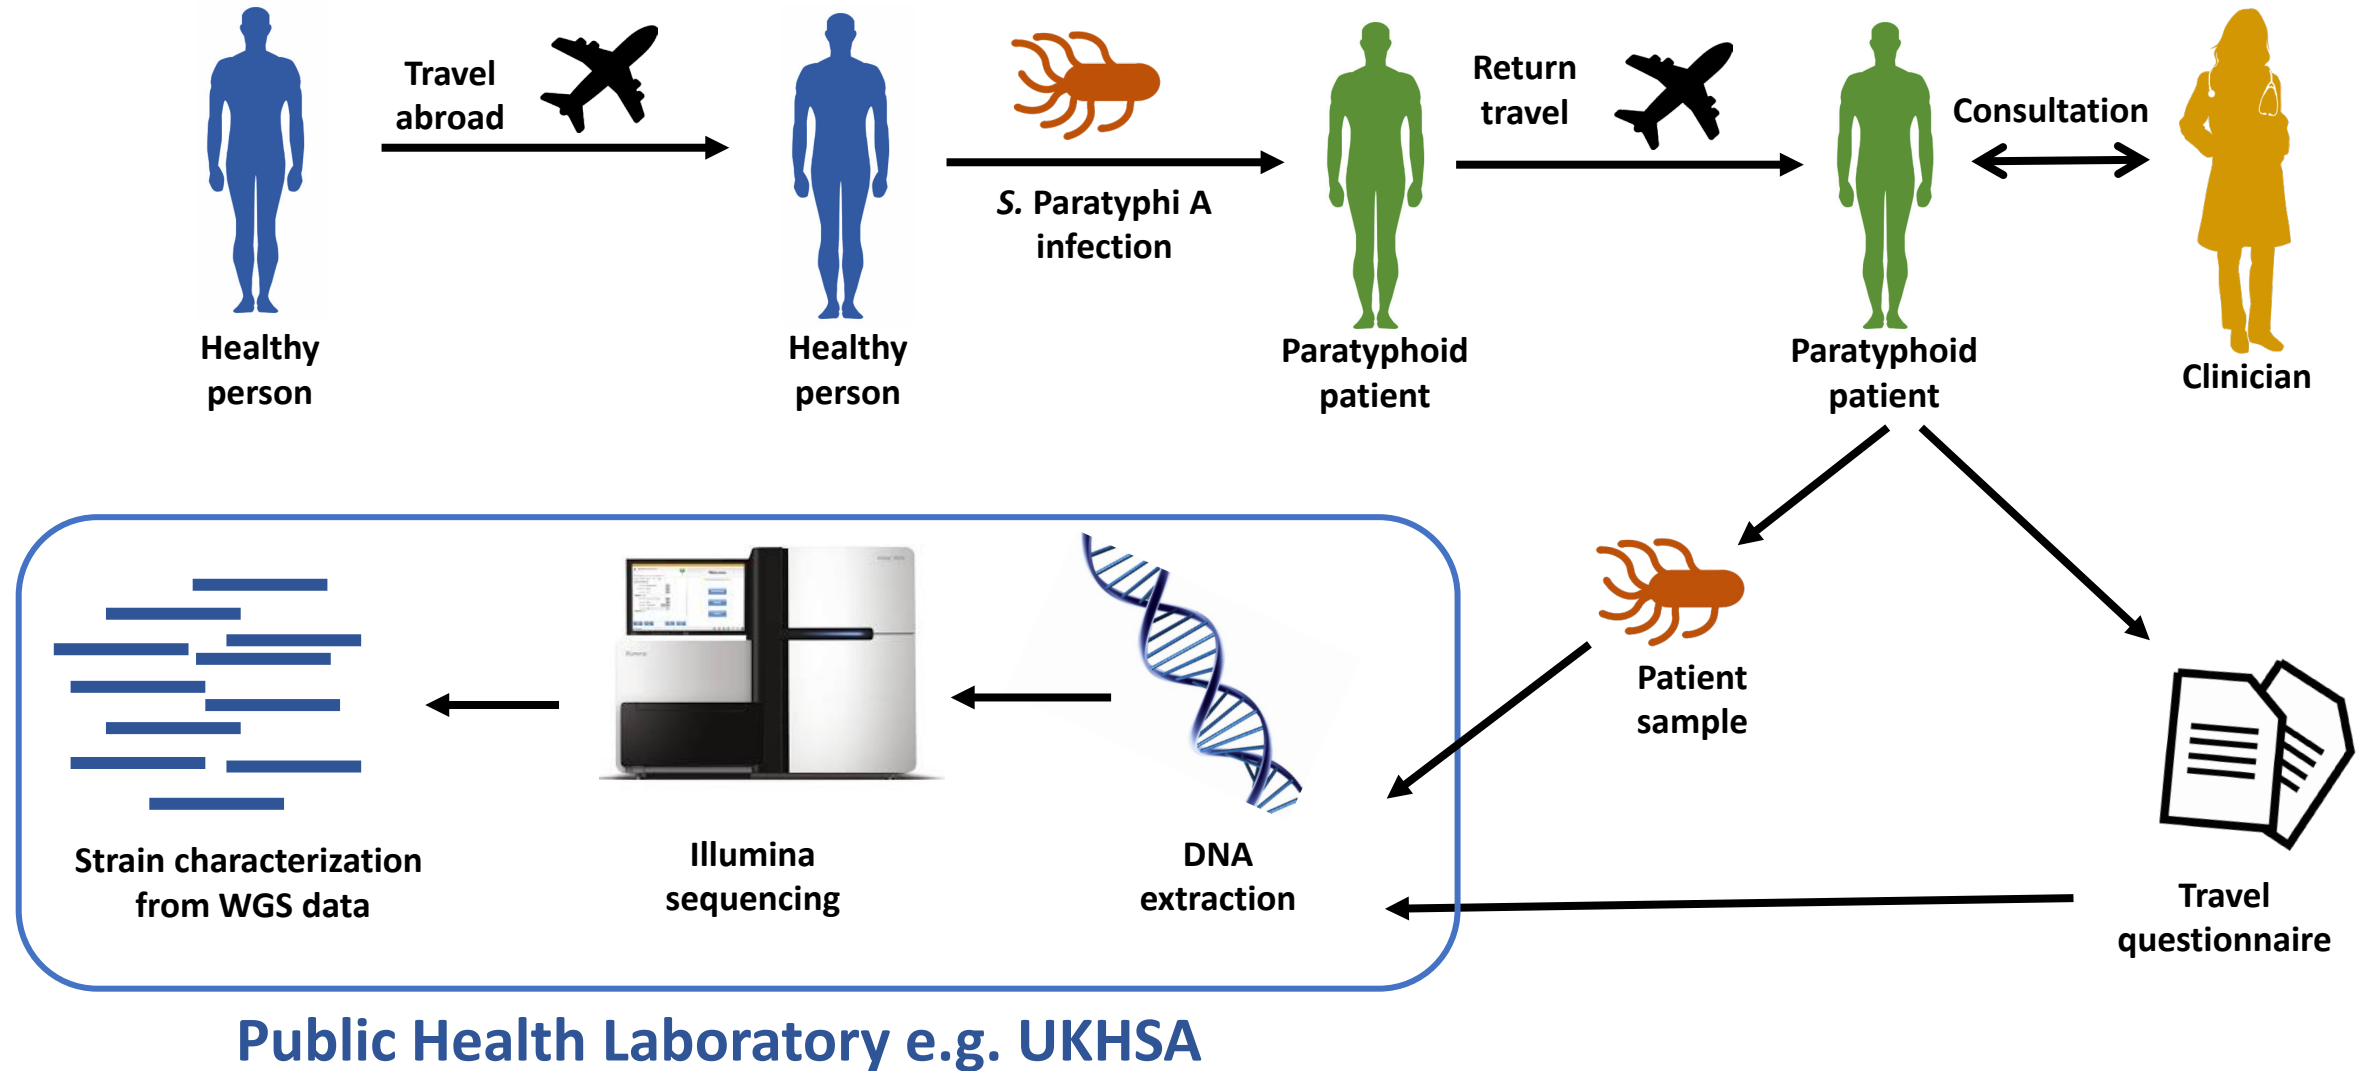 Travel
abroad
Return
travel
Consultation
S. Paratyphi A
infection
Healthy
person
Healthy
person
Paratyphoid
patient
Paratyphoid
patient
Clinician
Patient
sample
Strain characterization
from WGS data
Illumina
sequencing
DNA
extraction
Travel
questionnaire
Public Health Laboratory e.g. UKHSA